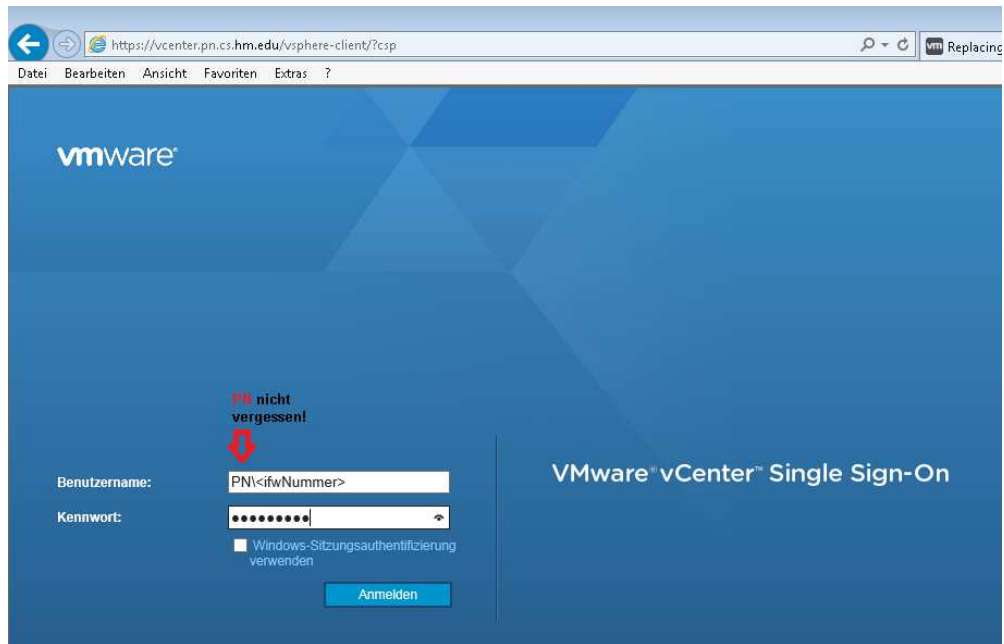 https://vcenter.pn.cs.hm.edu/vsphere-client/?csp
Replacing
Datei Bearbeiten Ansicht Favoriten Extras ?
vmware®
PN nicht
vergessen!
Benutzername:
PN\<ifwNummer>
VMware® vCenter™ Single Sign-On
Kennwort:
●●●●●●●●●
Windows-Sitzungsauthentifizierung
verwenden
Anmelden